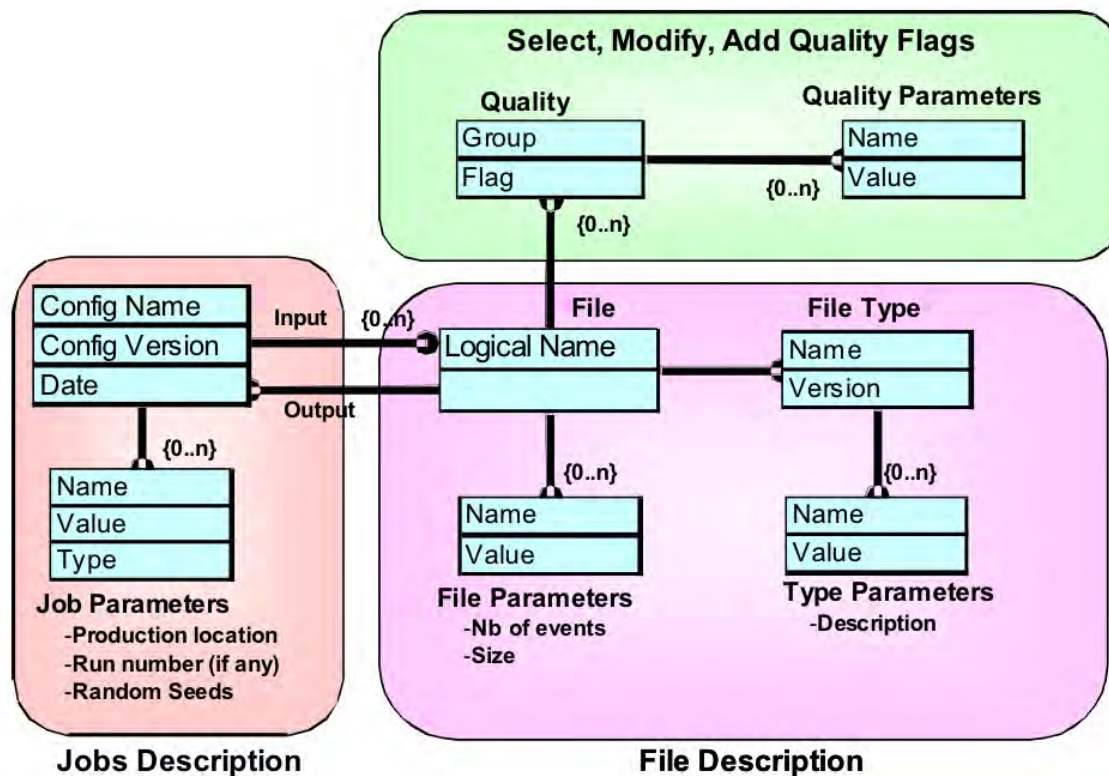 Select, Modify, Add Quality Flags
Quality
Group
Flag
{0..n}
Quality Parameters
Name
Value
{0..n}
Config Name
Config Version
Date
Input
{0..n}
Output
{0..n}
Name
Value
Type
Job Parameters
-Production location
-Run number (if any)
-Random Seeds
Jobs Description
File
Logical Name
File Type
Name
Version
{0..n}
Name
Value
File Parameters
-Nb of events
-Size
{0..n}
Name
Value
Type Parameters
-Description
File Description